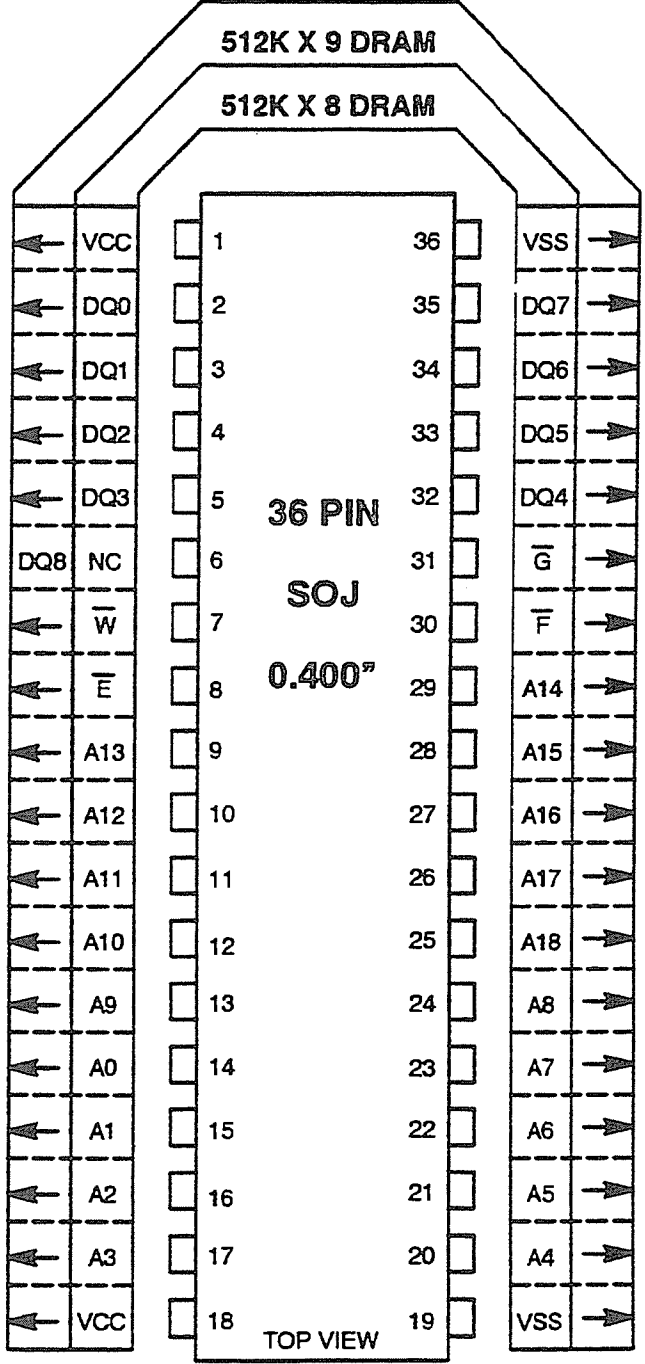 512K X 9 DRAM
512K X 8 DRAM
VCC 1 36 VSS
DQ0 2 35 DQ7
DQ1 3 34 DQ6
DQ2 4 33 DQ5
DQ3 5 32 DQ4
36 PIN
DQ8 NC 6 31 G̅
SOJ
W̅ 7 30 F̅
0.400”
E̅ 8 29 A14
A13 9 28 A15
A12 10 27 A16
A11 11 26 A17
A10 12 25 A18
A9 13 24 A8
A0 14 23 A7
A1 15 22 A6
A2 16 21 A5
A3 17 20 A4
VCC 18 19 VSS
TOP VIEW